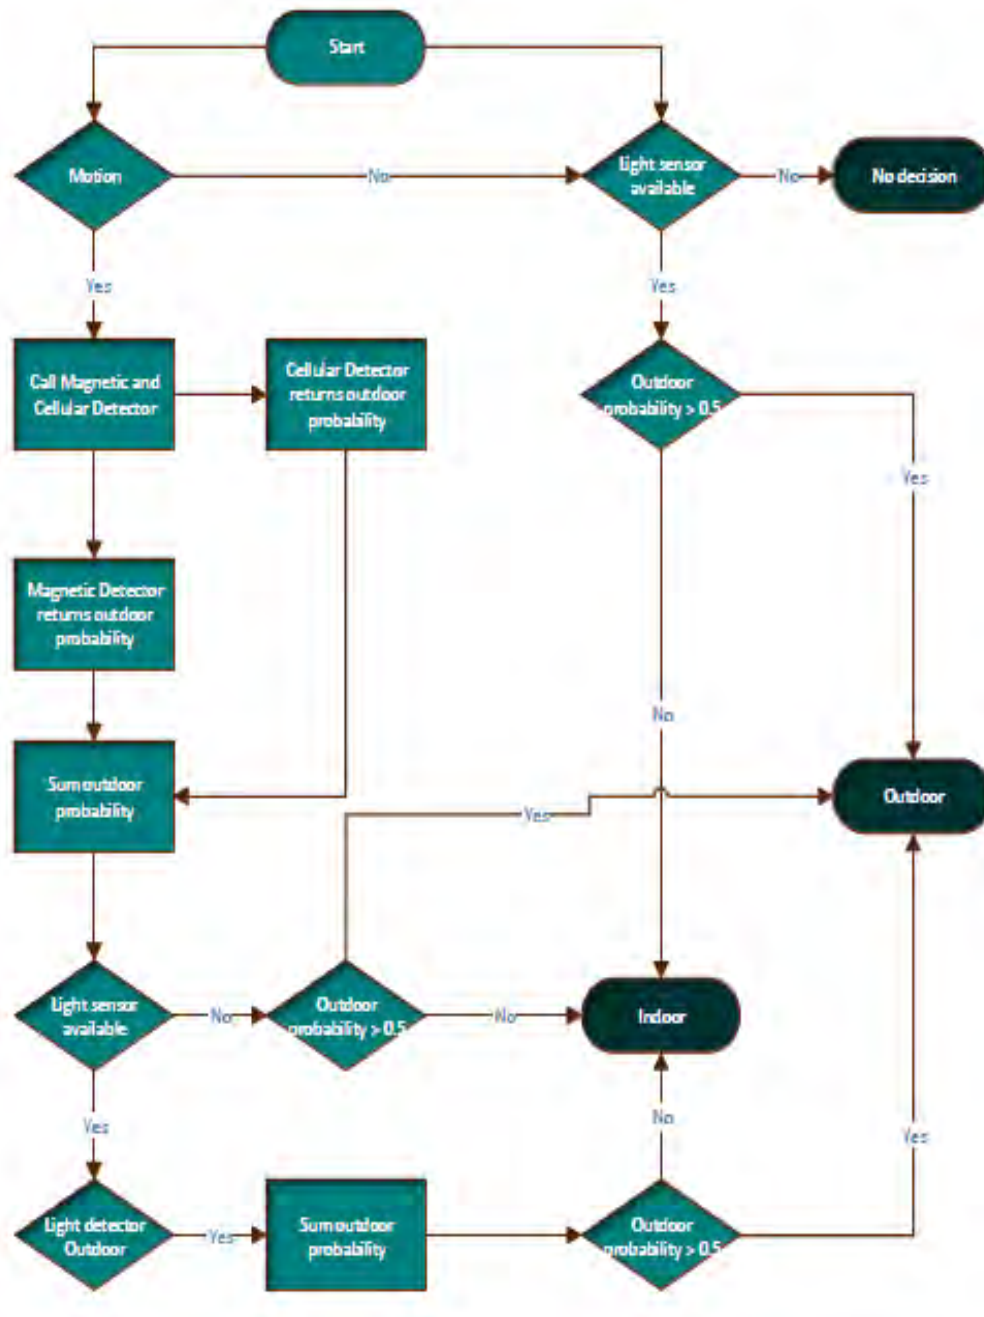 Start
Motion
No
Light sensor
available
No
No decision
Yes
Yes
Call Magnetic and
Cellular Detector
Cellular Detector
returns outdoor
probability
Outdoor
probability > 0.5
Yes
Magnetic Detector
returns outdoor
probability
No
Sum outdoor
probability
Yes
Outdoor
Light sensor
available
No
Outdoor
probability > 0.5
No
Indoor
Yes
No
Yes
Light detector
Outdoor
Yes
Sum outdoor
probability
Outdoor
probability > 0.5